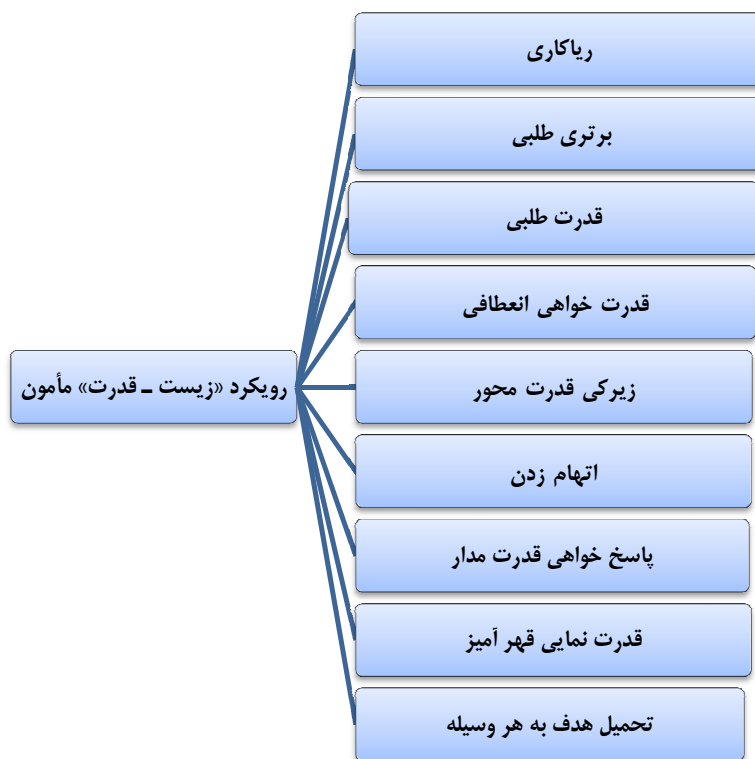 ریاکاری
برتری طلبی
قدرت طلبی
قدرت خواهی انعطافی
رویکرد «زیست ـ قدرت» مأمون
زیرکی قدرت محور
اتهام زدن
پاسخ خواهی قدرت مدار
قدرت نمایی قهر آمیز
تحمیل هدف به هر وسیله